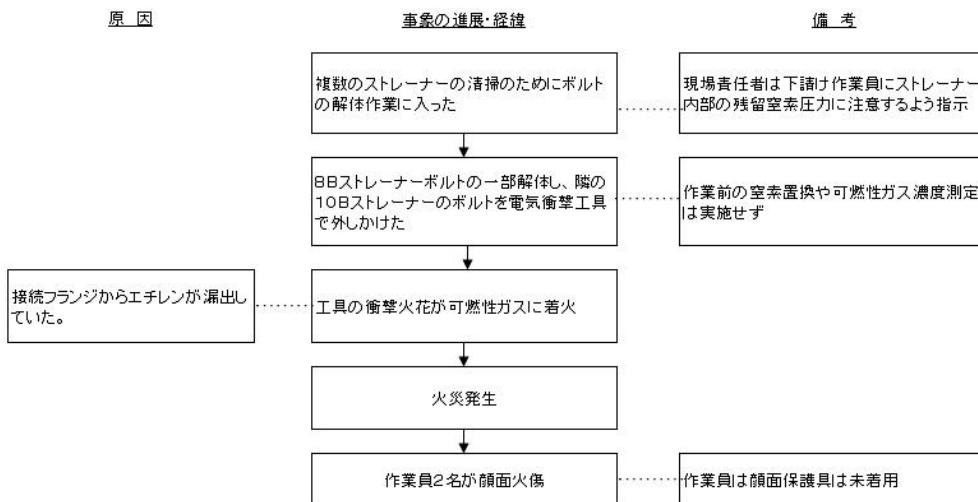 原　因
事象の進展・経緯
備　考
複数のストレーナーの清掃のためにボルト
の解体作業に入った
現場責任者は下請け作業員にストレーナー
内部の残留窒素圧力に注意するよう指示
８Bストレーナーボルトの一部解体し、隣の
１０Bストレーナーのボルトを電気衝撃工具
で外しかけた
作業前の窒素置換や可燃性ガス濃度測定
は実施せず
接続フランジからエチレンが漏出し
ていた。
工具の衝撃火花が可燃性ガスに着火
火災発生
作業員２名が顔面火傷
作業員は顔面保護具は未着用